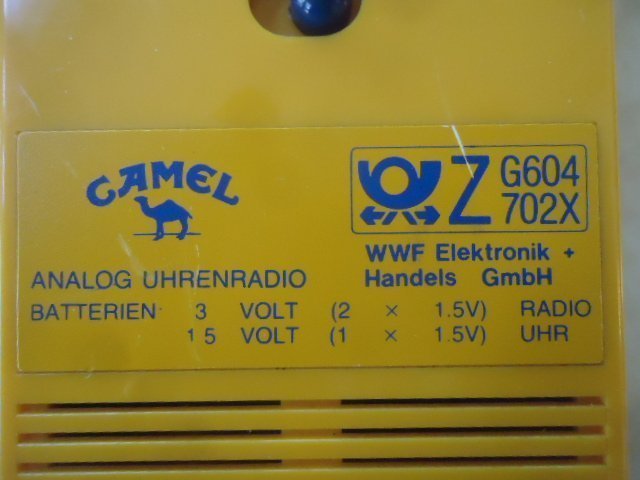 CAMEL
Z G604
702X
WWF Elektronik +
Handels GmbH
ANALOG UHRENRADIO
BATTERIEN 3 VOLT (2 × 1.5V) RADIO
1 5 VOLT (1 × 1.5V) UHR